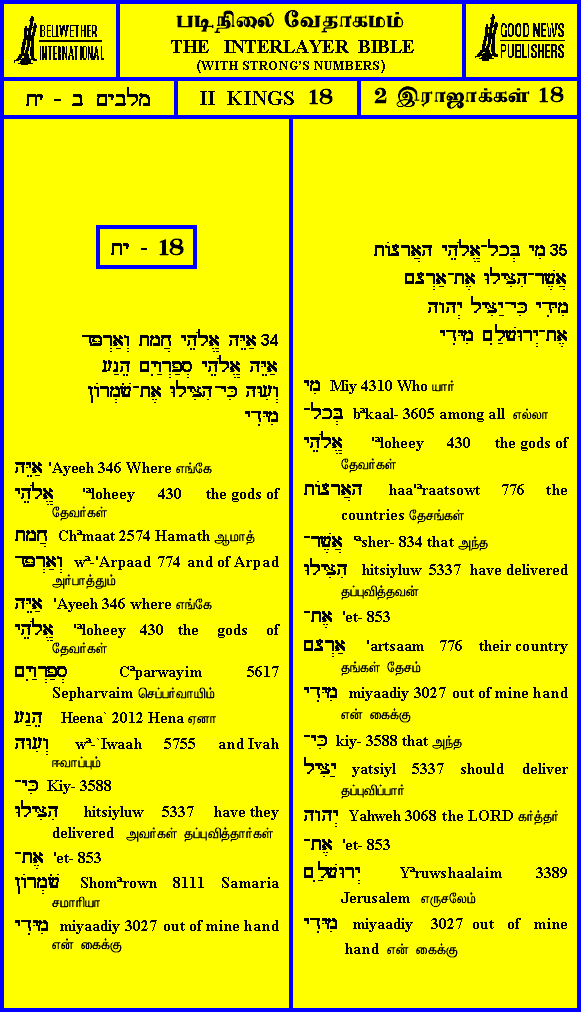 BELLWETHER
INTERNATIONAL
படிநிலை வேதாகமம்
THE INTERLAYER BIBLE
(WITH STRONG'S NUMBERS)
GOOD NEWS
PUBLISHERS
מלבים ב - יח
II KINGS 18
2 இராஜாக்கள் 18
18 - יח
34 אַיֵּה אֱלֹהֵי חֲמָת וְאַרְפָּד
אַיֵּה אֱלֹהֵי סְפַרְוַיִם הֵנַע
וְעִוָּה כִּי־הִצִּילוּ אֶת־שֹׁמְרוֹן
מִיָּדִי
אַיֵּה 'Ayeeh 346 Where எங்கே
אֱלֹהֵי 'ªloheey 430 the gods of
தேவர்கள்
חֲמָת Chªmaat 2574 Hamath ஆமாத்
וְאַרְפָּד wª-'Arpaad 774 and of Arpad
அர்பாத்தும்
אַיֵּה 'Ayeeh 346 where எங்கே
אֱלֹהֵי 'ªloheey 430 the gods of
தேவர்கள்
סְפַרְוַיִם Cªparwayim 5617
Sepharvaim செப்பர்வாயிம்
הֵנַע Heena` 2012 Hena ஏனா
וְעִוָּה wª-`Iwaah 5755 and Ivah
ஈவாப்பும்
כִּי־ Kiy- 3588
הִצִּילוּ hitsiyluw 5337 have they
delivered அவர்கள் தப்புவித்தார்கள்
אֶת־ 'et- 853
שֹׁמְרוֹן Shomªrown 8111 Samaria
சமாரியா
מִיָּדִי miyaadiy 3027 out of mine hand
என் கைக்கு
35 מִי בְּכָל־אֱלֹהֵי הָאֲרָצוֹת
אֲשֶׁר־הִצִּילוּ אֶת־אַרְצָם
מִיָּדִי כִּי־יַצִּיל יְהוָה
אֶת־יְרוּשָׁלִַם מִיָּדִי
מִי Miy 4310 Who யார்
בְּכָל־ bªkaal- 3605 among all எல்லா
אֱלֹהֵי 'ªloheey 430 the gods of
தேவர்கள்
הָאֲרָצוֹת haa'ªraatsowt 776 the
countries தேசங்கள்
אֲשֶׁר־ 'ªsher- 834 that அந்த
הִצִּילוּ hitsiyluw 5337 have delivered
தப்புவித்தவன்
אֶת־ 'et- 853
אַרְצָם 'artsaam 776 their country
தங்கள் தேசம்
מִיָּדִי miyaadiy 3027 out of mine hand
என் கைக்கு
כִּי־ kiy- 3588 that அந்த
יַצִּיל yatsiyl 5337 should deliver
தப்புவிப்பார்
יְהוָה Yahweh 3068 the LORD கர்த்தர்
אֶת־ 'et- 853
יְרוּשָׁלִַם Yªruwshaalaim 3389
Jerusalem எருசலேம்
מִיָּדִי miyaadiy 3027 out of mine
hand என் கைக்கு